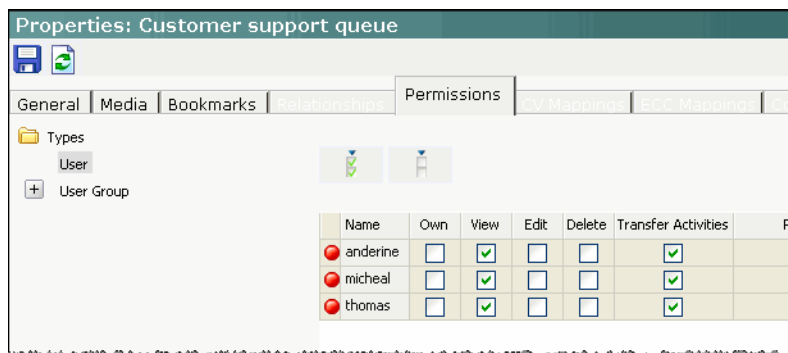 Properties: Customer support queue
General Media Bookmarks Relationships Permissions CV Mappings ECC Mappings
Types
User
User Group
Name Own View Edit Delete Transfer Activities
anderine
micheal
thomas